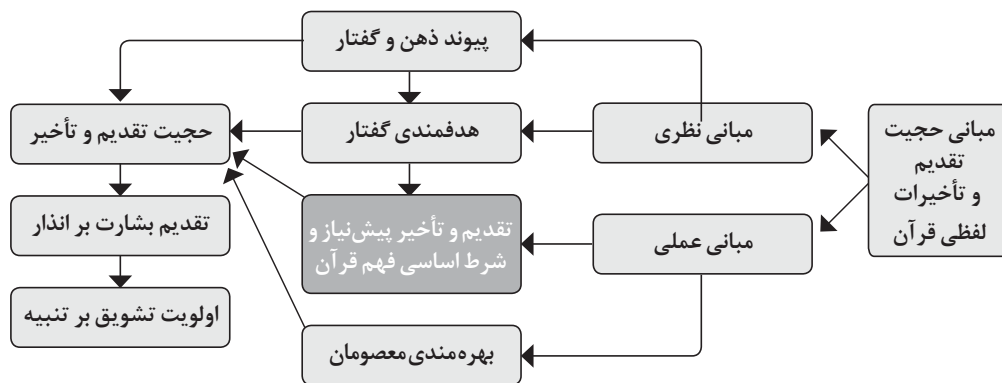 مبانی حجیت
تقدیم
و تأخیرات
لفظی قرآن
مبانی نظری
مبانی عملی
پیوند ذهن و گفتار
هدفمندی گفتار
تقدیم و تأخیر پیش‌نیاز و
شرط اساسی فهم قرآن
بهره‌مندی معصومان
حجیت تقدیم و تأخیر
تقدیم بشارت بر انذار
اولویت تشویق بر تنبیه